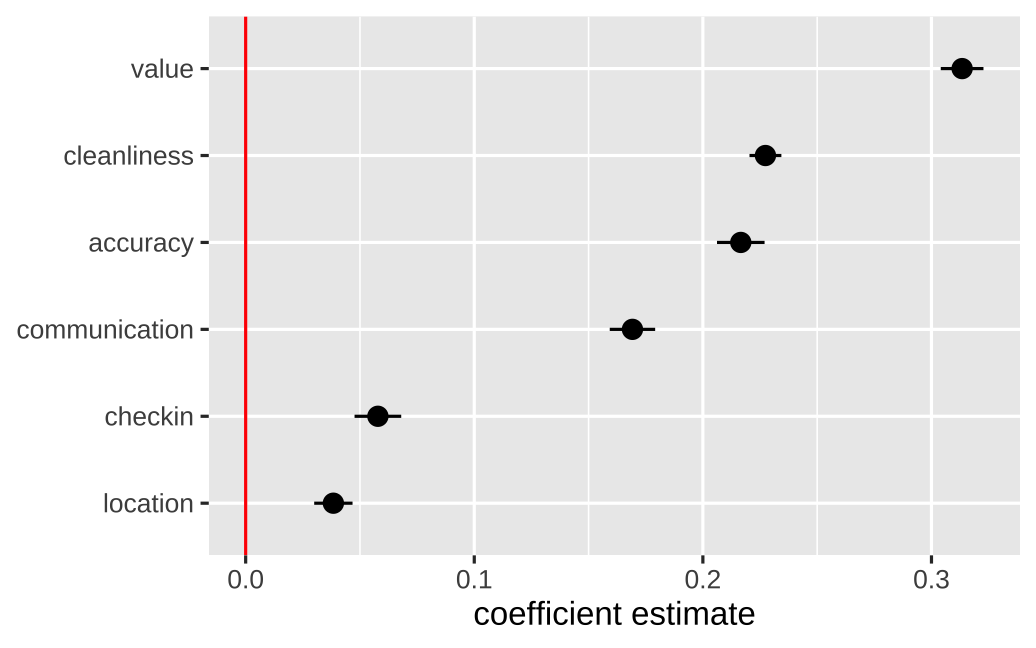 value
cleanliness
accuracy
communication
checkin
location
0.0 0.1 0.2 0.3
coefficient estimate